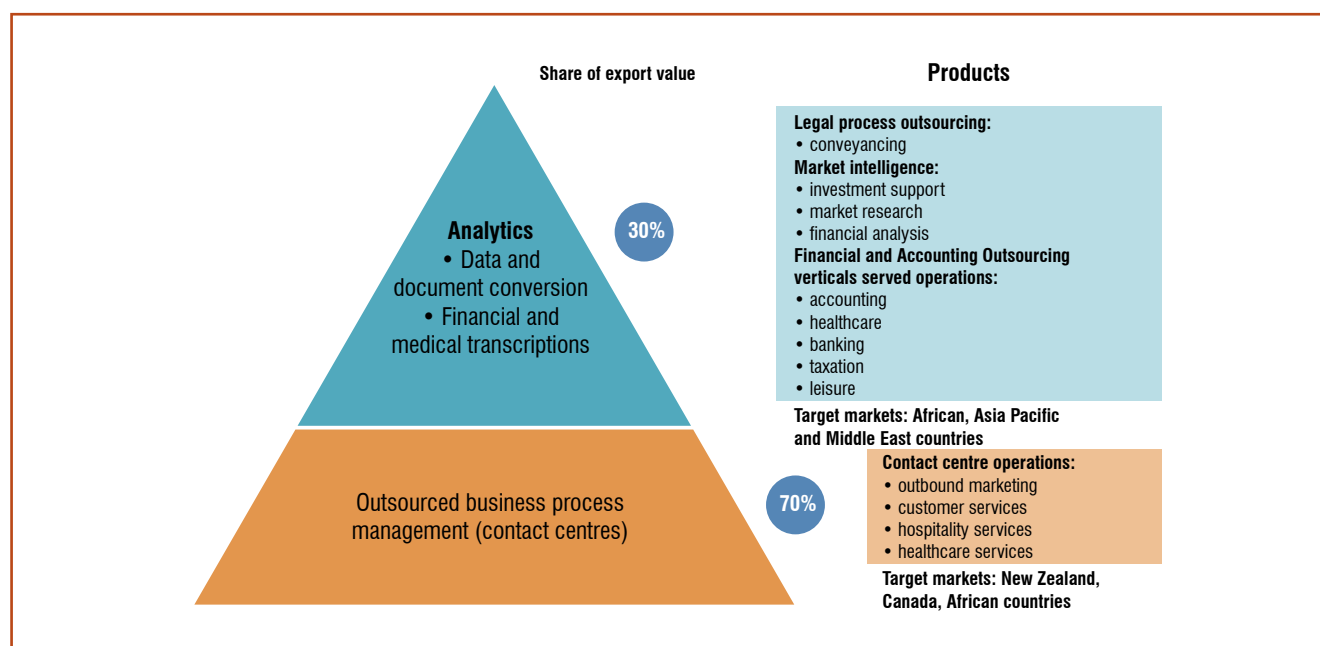 Share of export value
Products
Analytics
• Data and
document conversion
• Financial and
medical transcriptions
30%
Legal process outsourcing:
• conveyancing
Market intelligence:
• investment support
• market research
• financial analysis
Financial and Accounting Outsourcing
verticals served operations:
• accounting
• healthcare
• banking
• taxation
• leisure
Target markets: African, Asia Pacific
and Middle East countries
Outsourced business process
management (contact centres)
70%
Contact centre operations:
• outbound marketing
• customer services
• hospitality services
• healthcare services
Target markets: New Zealand,
Canada, African countries